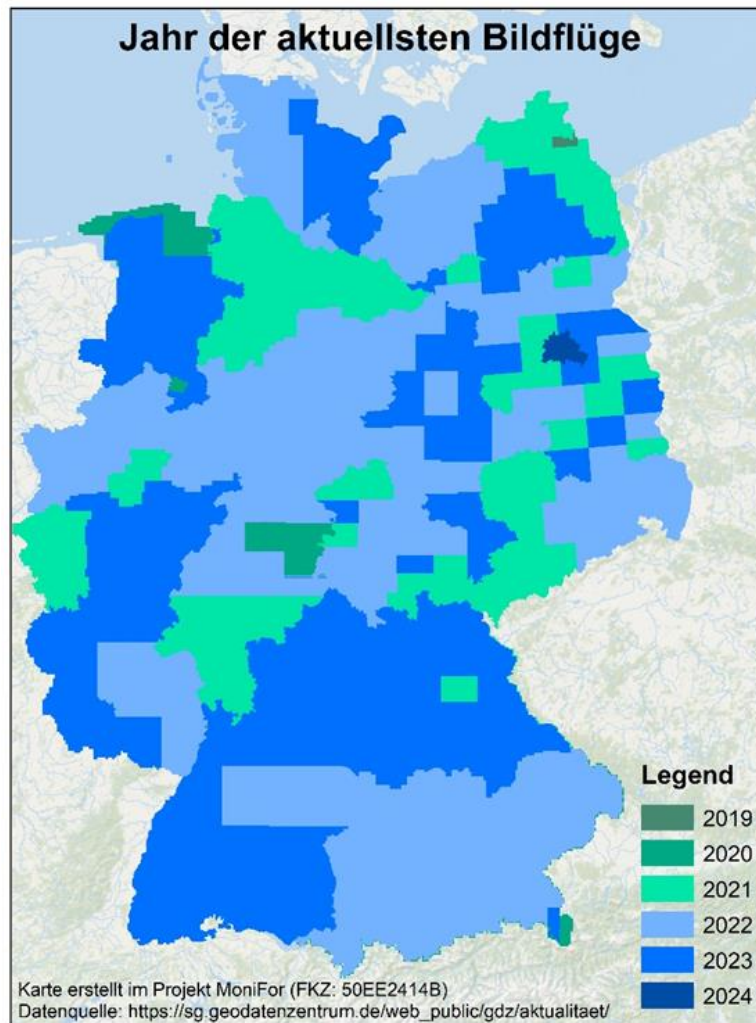 Jahr der aktuellsten Bildflüge
Legend
2019
2020
2021
2022
2023
2024
Karte erstellt im Projekt MoniFor (FKZ: 50EE2414B)
Datenquelle: https://sg.geodatenzentrum.de/web_public/gdz/aktualitaet/